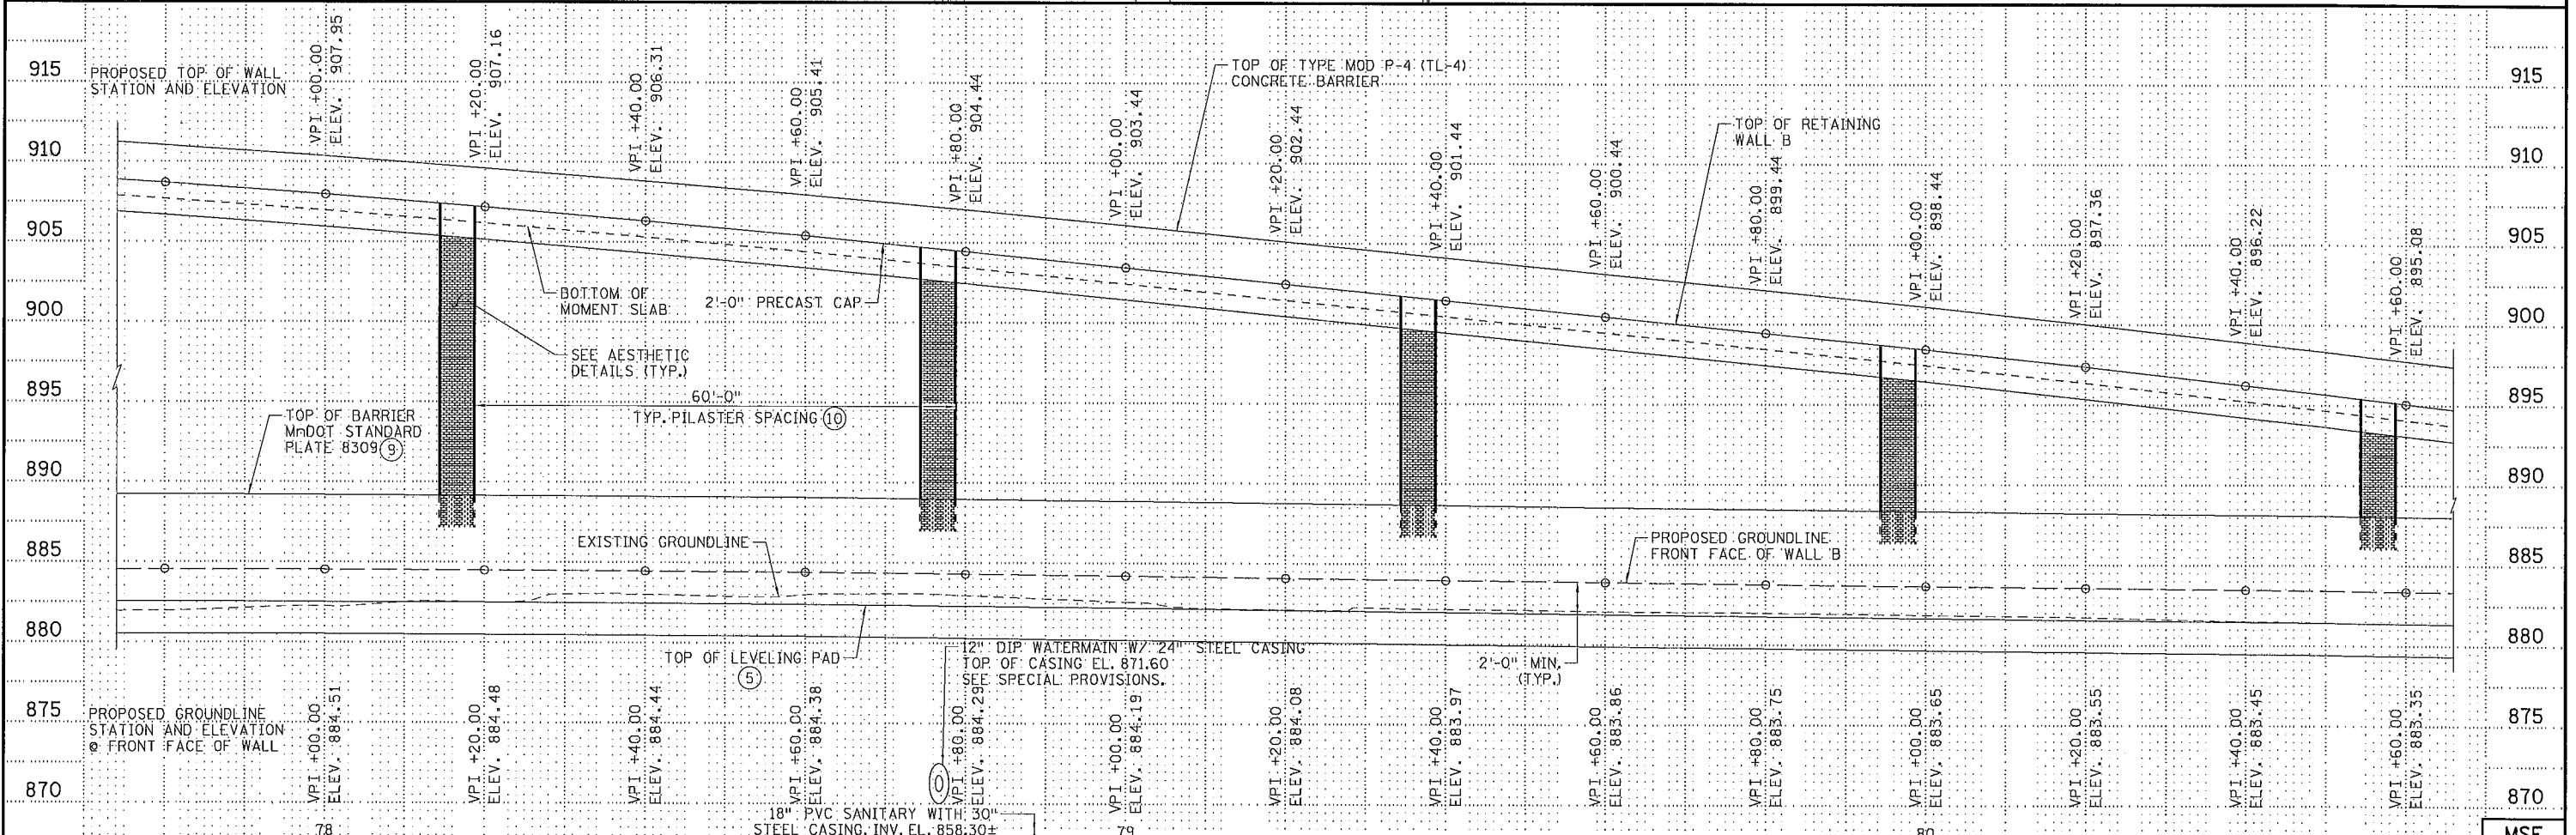 915
910
905
900
895
890
885
880
875
870
PROPOSED TOP OF WALL
STATION AND ELEVATION
VPI +00.00
ELEV. 907.95
VPI +20.00
ELEV. 907.16
VPI +40.00
ELEV. 906.31
VPI +60.00
ELEV. 905.41
VPI +80.00
ELEV. 904.44
VPI +00.00
ELEV. 903.44
VPI +20.00
ELEV. 902.44
VPI +40.00
ELEV. 901.44
VPI +60.00
ELEV. 900.44
VPI +80.00
ELEV. 899.44
VPI +00.00
ELEV. 898.44
VPI +20.00
ELEV. 897.36
VPI +40.00
ELEV. 896.22
VPI +60.00
ELEV. 895.08
TOP OF TYPE MOD P-4 (TL-4)
CONCRETE BARRIER
TOP OF RETAINING
WALL B
BOTTOM OF
MOMENT SLAB
2'-0" PRECAST CAP
SEE AESTHETIC
DETAILS (TYP.)
60'-0"
TYP. PILASTER SPACING 10
TOP OF BARRIER
MnDOT STANDARD
PLATE 8309 9
EXISTING GROUNDLINE
PROPOSED GROUNDLINE
FRONT FACE OF WALL B
TOP OF LEVELING PAD
5
12" DIP WATERMAIN W/ 24" STEEL CASING
TOP OF CASING EL. 871.60
SEE SPECIAL PROVISIONS.
2'-0" MIN.
(TYP.)
PROPOSED GROUNDLINE
STATION AND ELEVATION
@ FRONT FACE OF WALL
VPI +00.00
ELEV. 884.51
VPI +20.00
ELEV. 884.48
VPI +40.00
ELEV. 884.44
VPI +60.00
ELEV. 884.38
VPI +80.00
ELEV. 884.29
VPI +00.00
ELEV. 884.19
VPI +20.00
ELEV. 884.08
VPI +40.00
ELEV. 883.97
VPI +60.00
ELEV. 883.86
VPI +80.00
ELEV. 883.75
VPI +00.00
ELEV. 883.65
VPI +20.00
ELEV. 883.55
VPI +40.00
ELEV. 883.45
VPI +60.00
ELEV. 883.35
18" PVC SANITARY WITH 30"
STEEL CASING. INV. EL. 858.30±
78
79
80
915
910
905
900
895
890
885
880
875
870
MSE